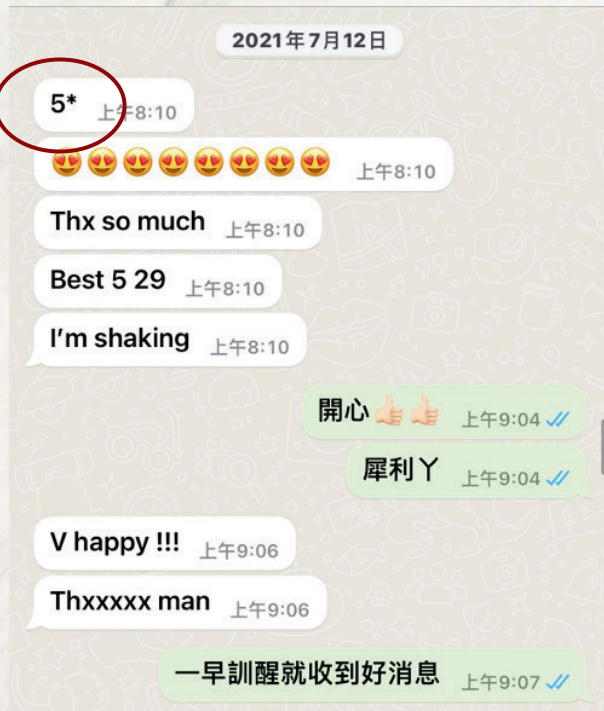 2021年7月12日
5* 上午8:10
😍😍😍😍😍😍😍😍 上午8:10
Thx so much 上午8:10
Best 5 29 上午8:10
I'm shaking 上午8:10
開心👍🏻👍🏻 上午9:04
犀利丫 上午9:04
V happy !!! 上午9:06
Thxxxxx man 上午9:06
一早訓醒就收到好消息 上午9:07